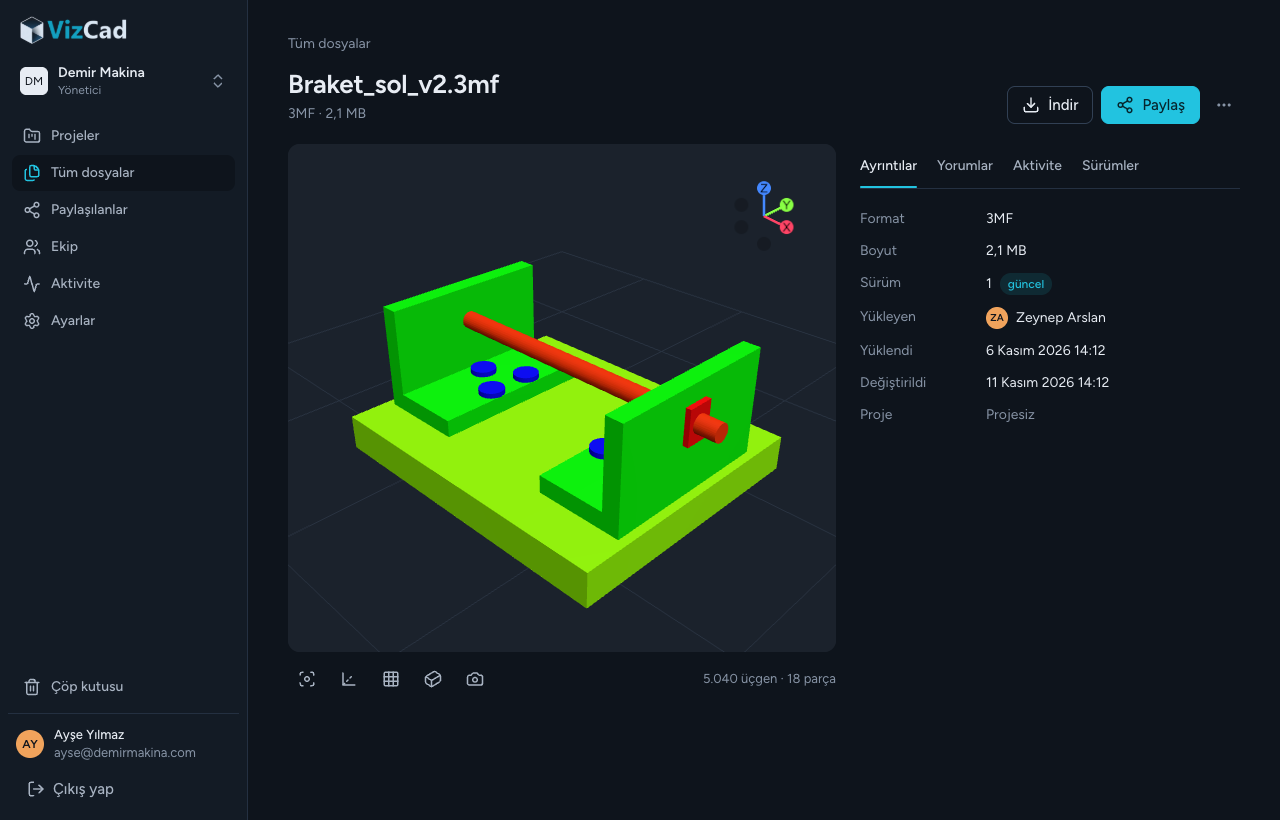 VizCad
DM
Demir Makina
Yönetici
Projeler
Tüm dosyalar
Paylaşılanlar
Ekip
Aktivite
Ayarlar
Çöp kutusu
AY
Ayşe Yılmaz
ayse@demirmakina.com
Çıkış yap
Tüm dosyalar
Braket_sol_v2.3mf
3MF · 2,1 MB
İndir
Paylaş
Z
Y
X
5.040 üçgen · 18 parça
Ayrıntılar Yorumlar Aktivite Sürümler
Format 3MF
Boyut 2,1 MB
Sürüm 1 güncel
Yükleyen ZA Zeynep Arslan
Yüklendi 6 Kasım 2026 14:12
Değiştirildi 11 Kasım 2026 14:12
Proje Projesiz